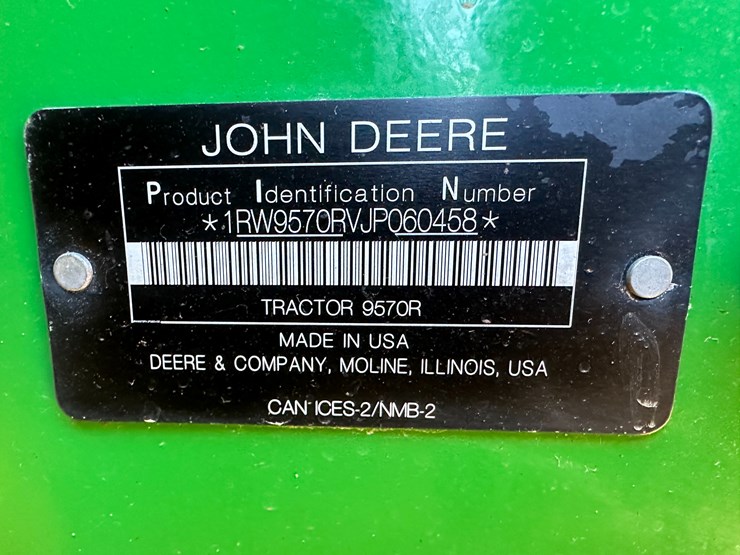 JOHN DEERE
Product Identification Number
*1RW9570RVJP060458*
TRACTOR 9570R
MADE IN USA
DEERE & COMPANY, MOLINE, ILLINOIS, USA
CAN ICES-2/NMB-2